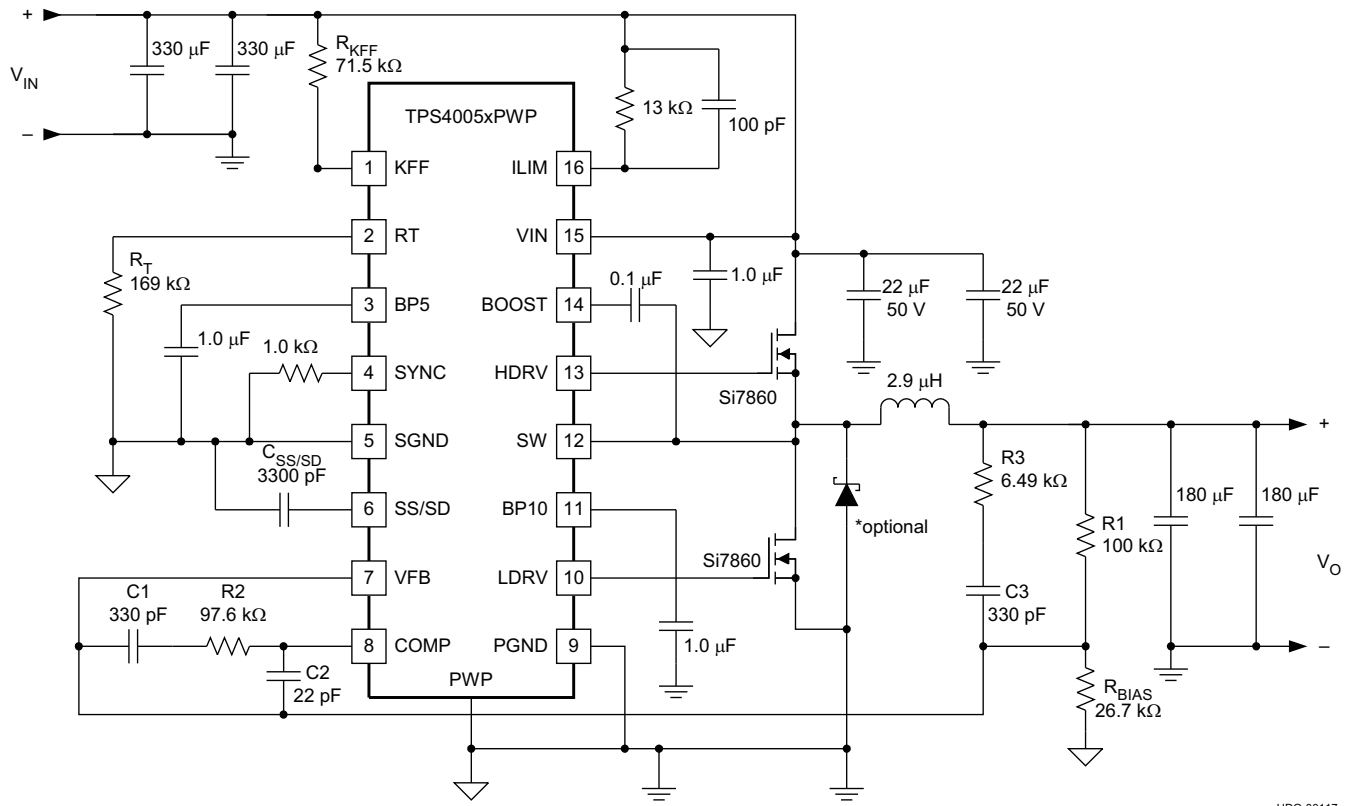 +
330 μF
330 μF
R_KFF
71.5 kΩ
V_IN
–
TPS4005xPWP
13 kΩ
100 pF
1 KFF
ILIM 16
2 RT
VIN 15
R_T
169 kΩ
1.0 μF
22 μF
50 V
22 μF
50 V
0.1 μF
3 BP5
BOOST 14
1.0 μF
1.0 kΩ
4 SYNC
HDRV 13
Si7860
2.9 μH
5 SGND
SW 12
+
C_SS/SD
3300 pF
R3
6.49 kΩ
180 μF
180 μF
6 SS/SD
BP10 11
*optional
R1
100 kΩ
Si7860
V_O
7 VFB
LDRV 10
C1
330 pF
R2
97.6 kΩ
C3
330 pF
8 COMP
PGND 9
1.0 μF
–
C2
22 pF
PWP
R_BIAS
26.7 kΩ